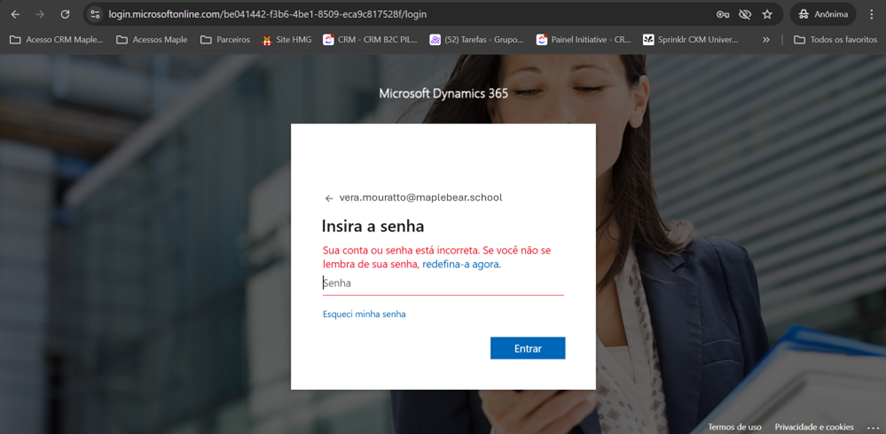 login.microsoftonline.com/be041442-f3b6-4be1-8509-eca9c817528f/login
Anônima
Acesso CRM Maple...
Acessos Maple
Parceiros
Site HMG
CRM - CRM B2C PIL...
(52) Tarefas - Grupo...
Painel Initiative - CR...
Sprinklr CXM Univer...
Todos os favoritos
Microsoft Dynamics 365
vera.mouratto@maplebear.school
Insira a senha
Sua conta ou senha está incorreta. Se você não se
lembra de sua senha, redefina-a agora.
Senha
Esqueci minha senha
Entrar
Termos de uso
Privacidade e cookies
...